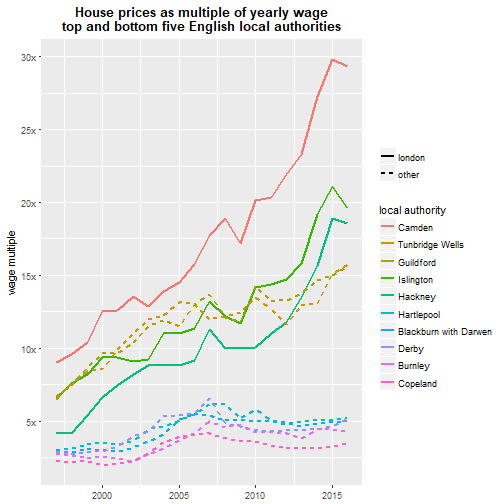 House prices as multiple of yearly wage
top and bottom five English local authorities
30x
25x
20x
15x
10x
5x
wage multiple
2000
2005
2010
2015
london
other
local authority
Camden
Tunbridge Wells
Guildford
Islington
Hackney
Hartlepool
Blackburn with Darwen
Derby
Burnley
Copeland